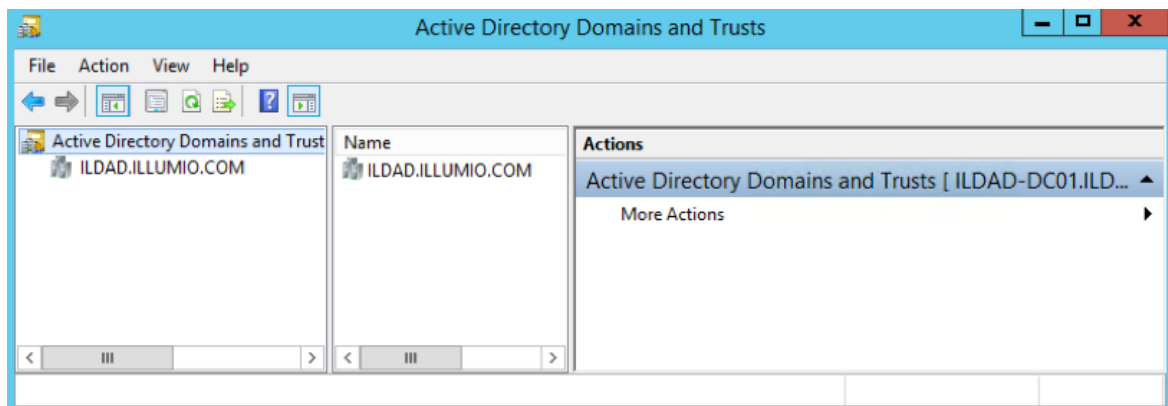 Active Directory Domains and Trusts
File Action View Help
Active Directory Domains and Trust
ILDAD.ILLUMIO.COM
Name
ILDAD.ILLUMIO.COM
Actions
Active Directory Domains and Trusts [ ILDAD-DC01.ILD...
More Actions